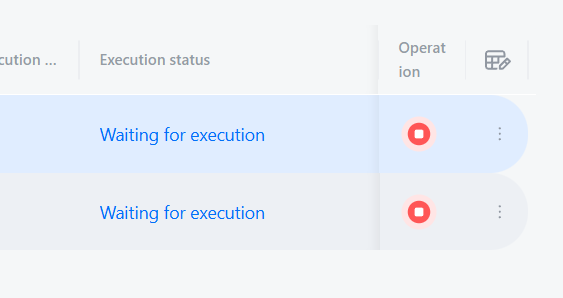 cution ...
Execution status
Operat
ion
Waiting for execution
Waiting for execution